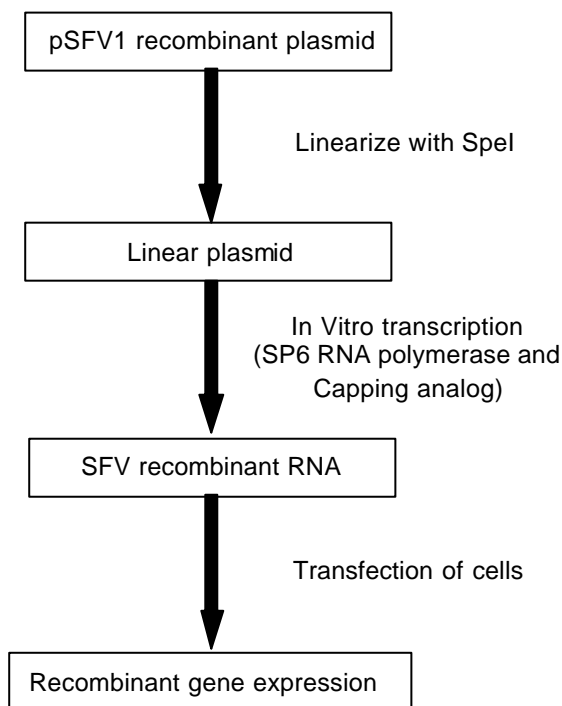 pSFV1 recombinant plasmid
Linearize with SpeI
Linear plasmid
In Vitro transcription
(SP6 RNA polymerase and
Capping analog)
SFV recombinant RNA
Transfection of cells
Recombinant gene expression